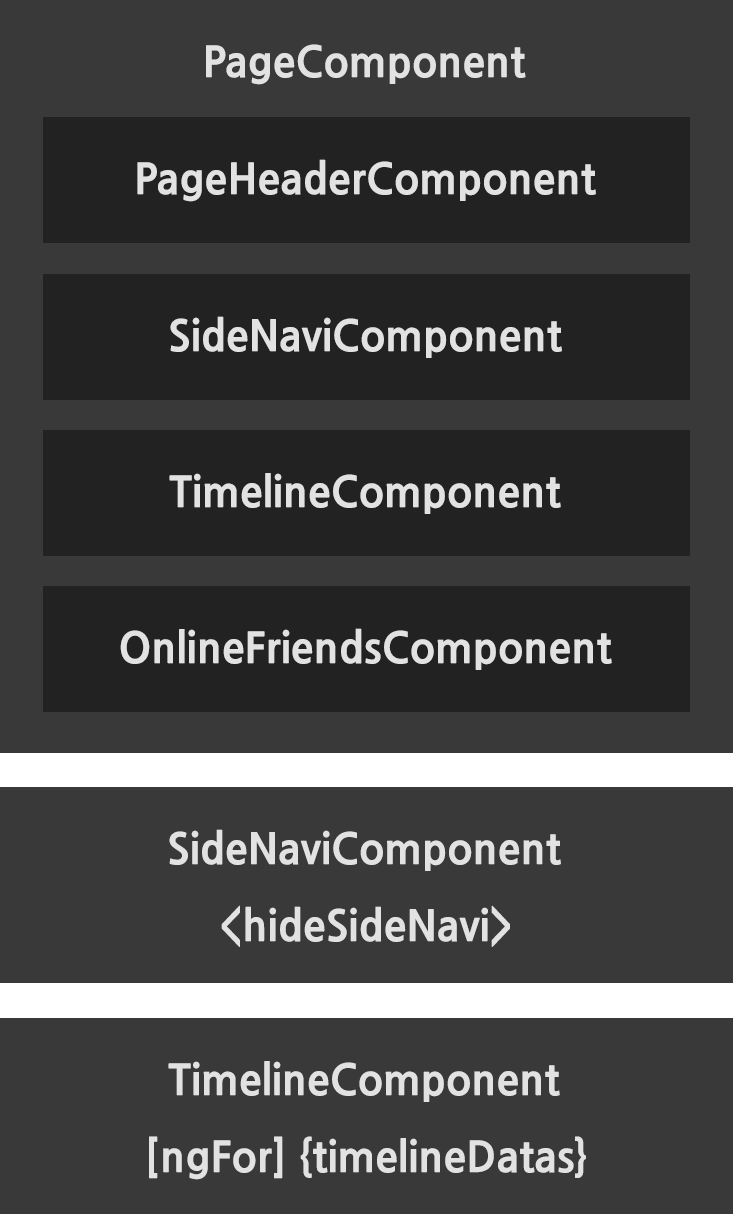 PageComponent
PageHeaderComponent
SideNaviComponent
TimelineComponent
OnlineFriendsComponent
SideNaviComponent
<hideSideNavi>
TimelineComponent
[ngFor] {timelineDatas}